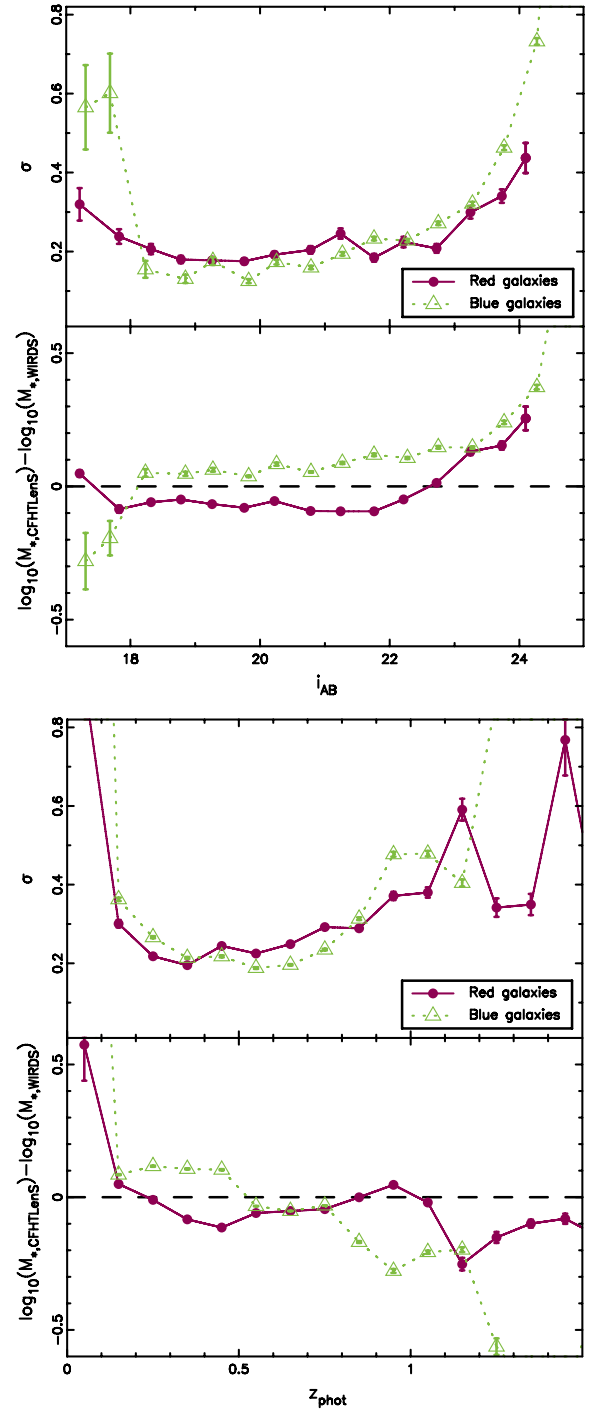 0.8
0.6
0.4
0.2
σ
Red galaxies
Blue galaxies
0.5
0
−0.5
log10(M*,CFHTLenS)−log10(M*,WIRDS)
18 20 22 24
iAB
0.8
0.6
0.4
0.2
σ
Red galaxies
Blue galaxies
0.5
0
−0.5
log10(M*,CFHTLenS)−log10(M*,WIRDS)
0 0.5 1
zphot